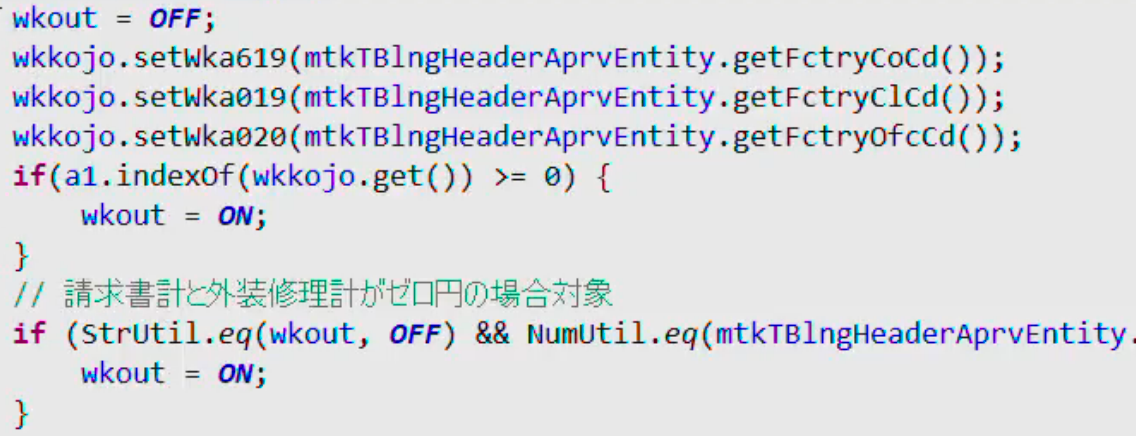 wkout = OFF;
wkkojo.setWka619(mtkTBlngHeaderAprvEntity.getFctryCoCd());
wkkojo.setWka019(mtkTBlngHeaderAprvEntity.getFctryClCd());
wkkojo.setWka020(mtkTBlngHeaderAprvEntity.getFctryOfcCd());
if(a1.indexOf(wkkojo.get()) >= 0) {
    wkout = ON;
}
// 請求書計と外装修理計がゼロ円の場合対象
if (StrUtil.eq(wkout, OFF) && NumUtil.eq(mtkTBlngHeaderAprvEntity.
    wkout = ON;
}